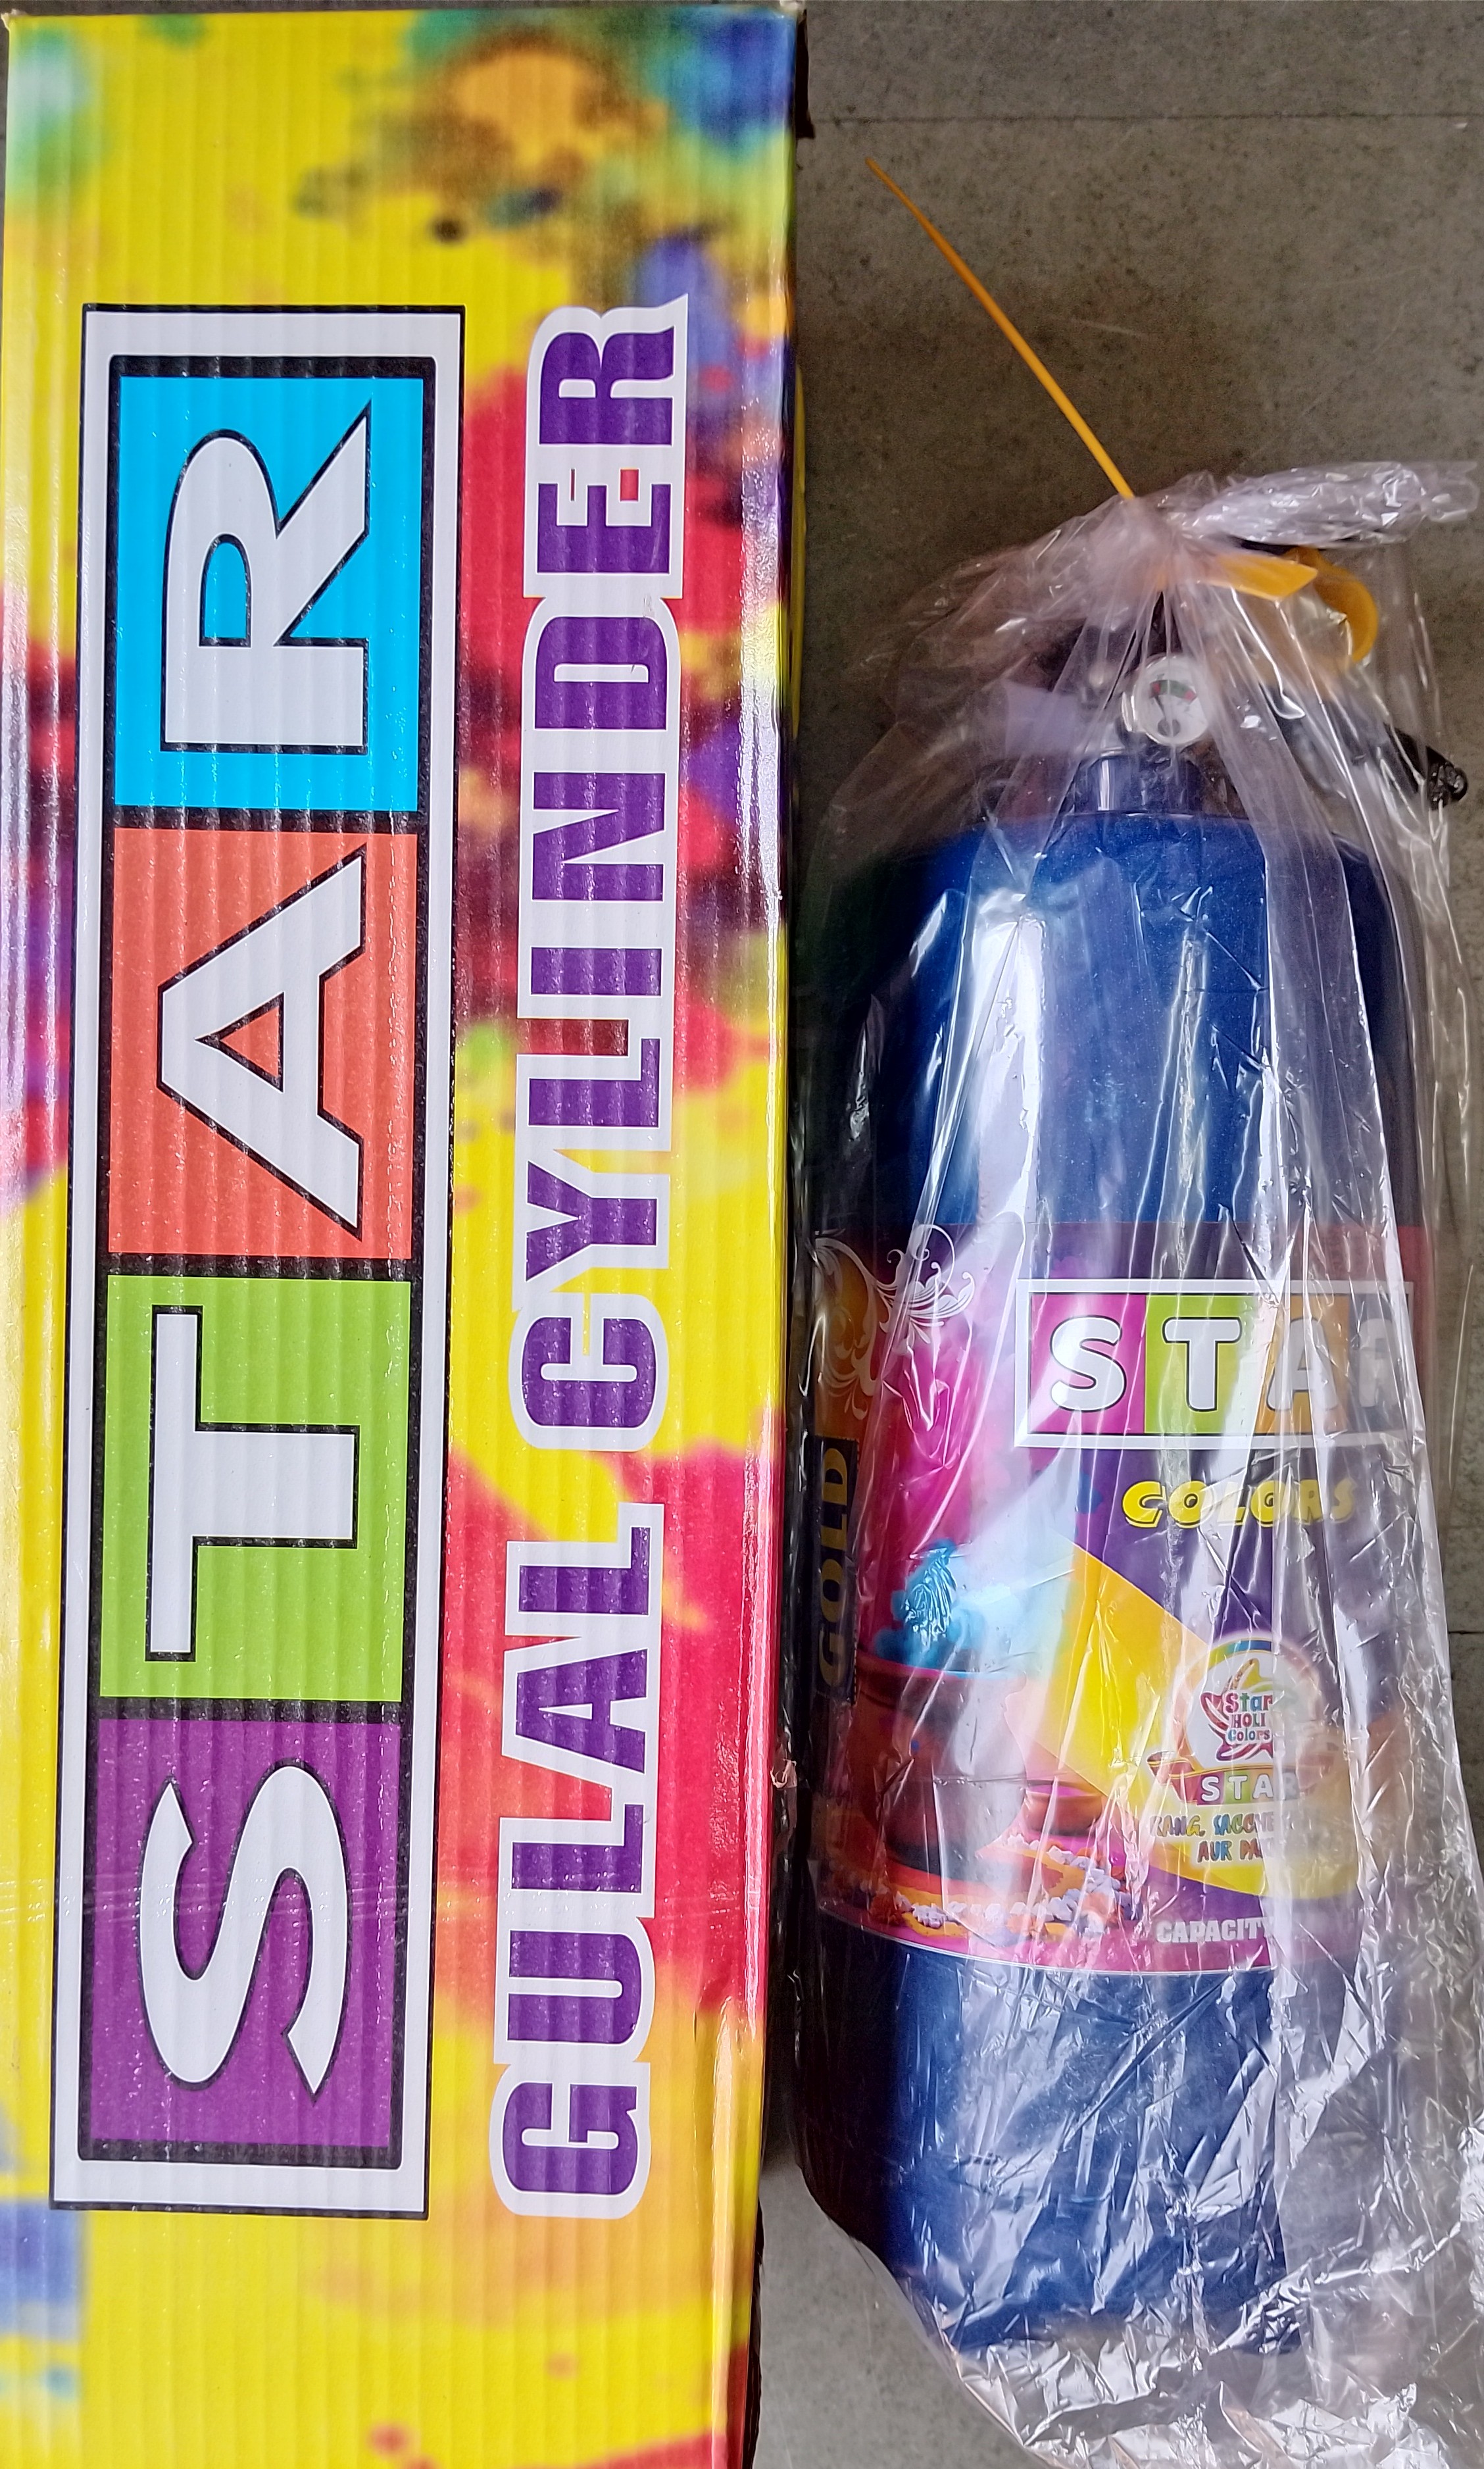 STAR
GULAL CYLINDER
GOLD
STAR
COLORS
Star
HOLI
Colors
STAR
AUR
CAPACITY